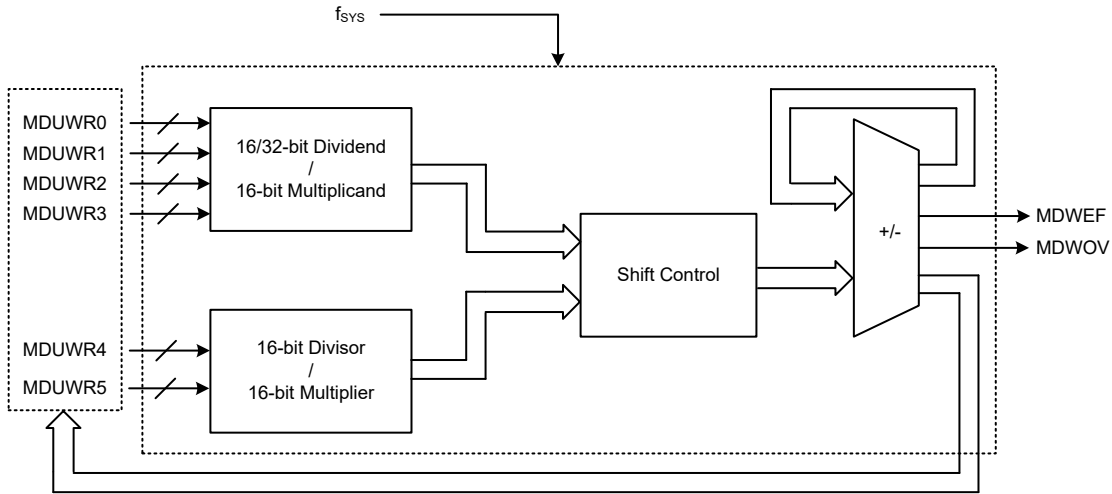 fSYS
MDUWR0
MDUWR1
MDUWR2
MDUWR3
16/32-bit Dividend
/
16-bit Multiplicand
MDWEF
+/-
MDWOV
Shift Control
MDUWR4
MDUWR5
16-bit Divisor
/
16-bit Multiplier